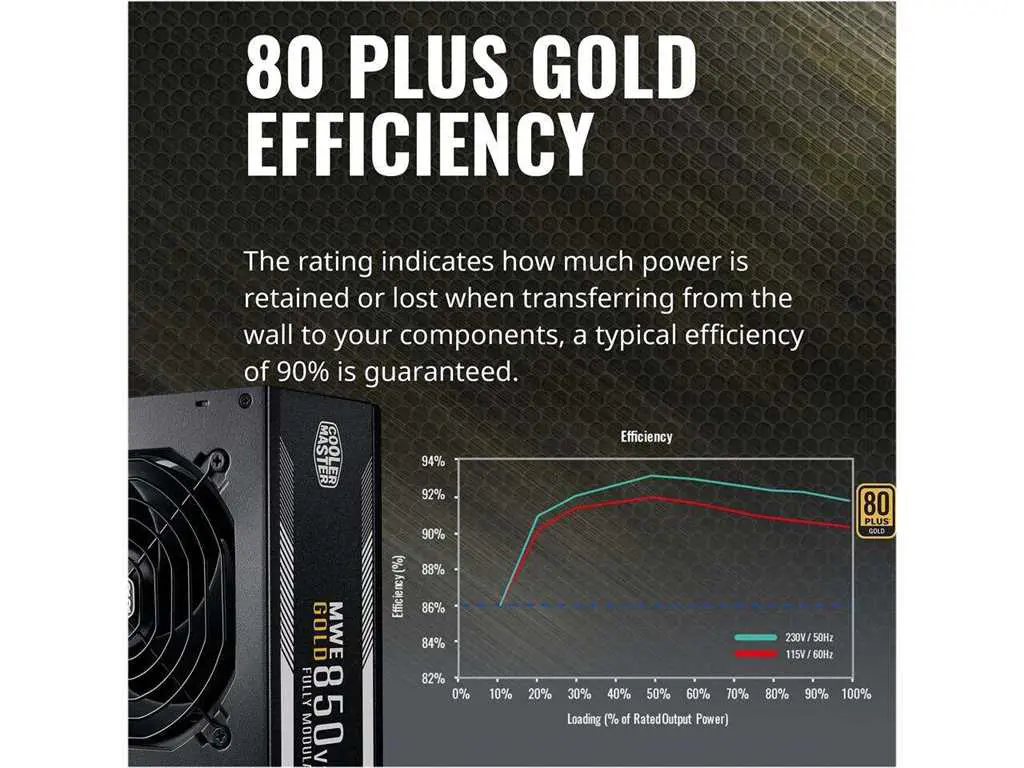 80 PLUS GOLD
EFFICIENCY
The rating indicates how much power is
retained or lost when transferring from the
wall to your components, a typical efficiency
of 90% is guaranteed.
COOLER
MASTER
MWE
GOLD
850V
FULLY MODULA
Efficiency
Efficiency (%)
94%
92%
90%
88%
86%
84%
82%
0% 10% 20% 30% 40% 50% 60% 70% 80% 90% 100%
Loading (% of Rated Output Power)
230V / 50Hz
115V / 60Hz
80
PLUS
GOLD